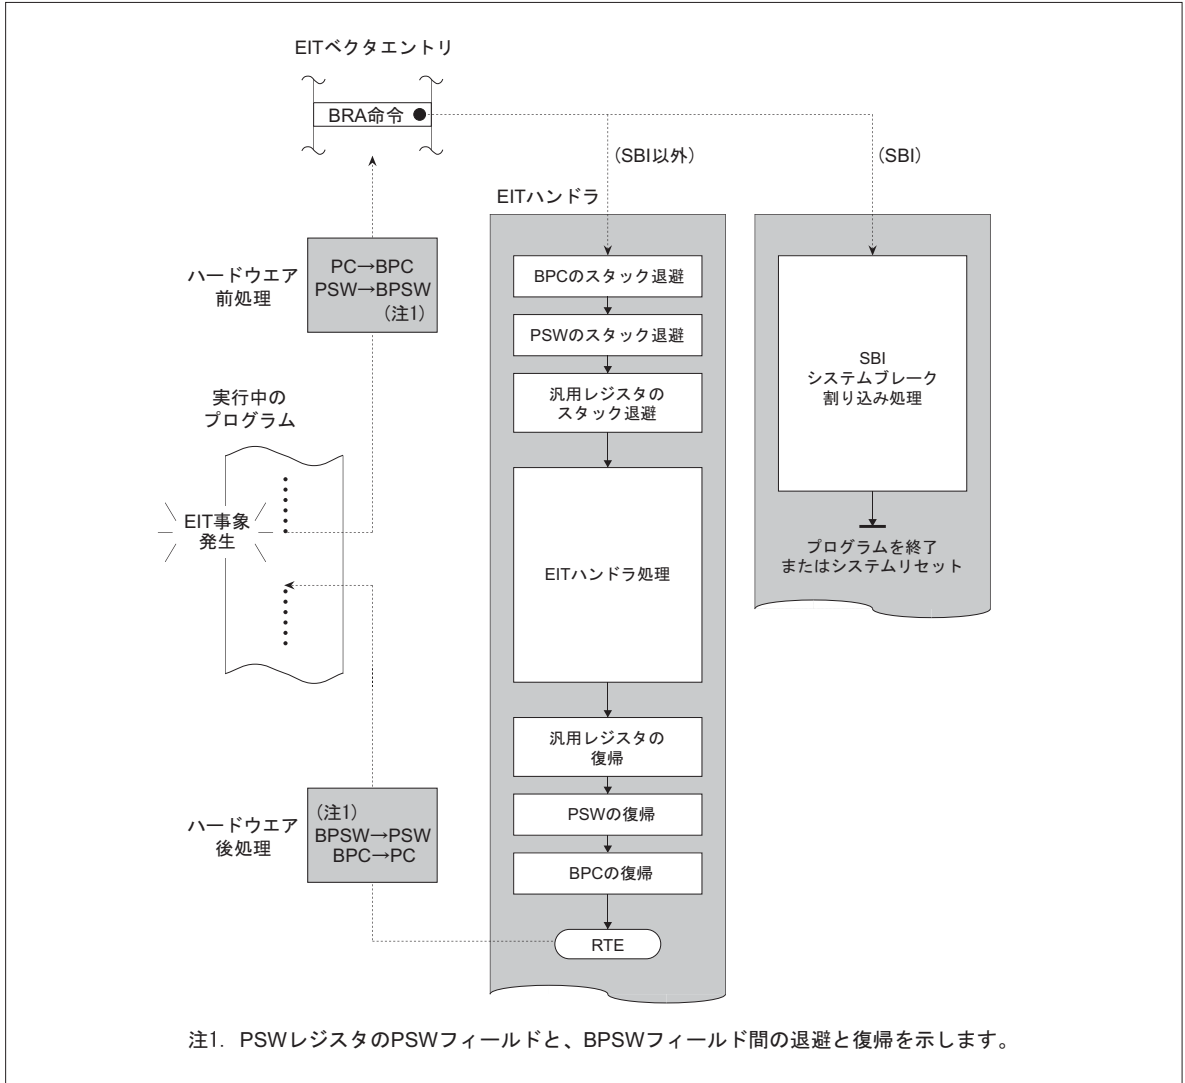 EITベクタエントリ
BRA命令
(SBI以外)
(SBI)
EITハンドラ
ハードウエア
前処理
PC→BPC
PSW→BPSW
(注1)
BPCのスタック退避
PSWのスタック退避
汎用レジスタの
スタック退避
SBI
システムブレーク
割り込み処理
実行中の
プログラム
EIT事象
発生
EITハンドラ処理
プログラムを終了
またはシステムリセット
汎用レジスタの
復帰
ハードウエア
後処理
(注1)
BPSW→PSW
BPC→PC
PSWの復帰
BPCの復帰
RTE
注1. PSWレジスタのPSWフィールドと、BPSWフィールド間の退避と復帰を示します。